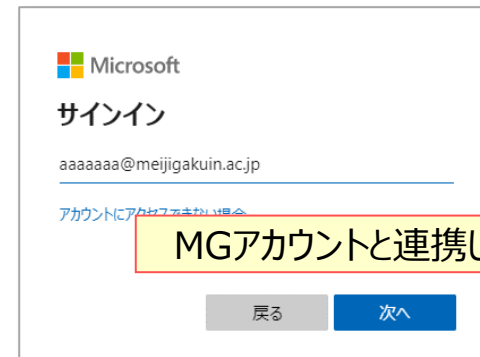 Microsoft
サインイン
aaaaaaa@meijigakuin.ac.jp
アカウントにアクセスできない場合
MGアカウントと連携し
戻る
次へ